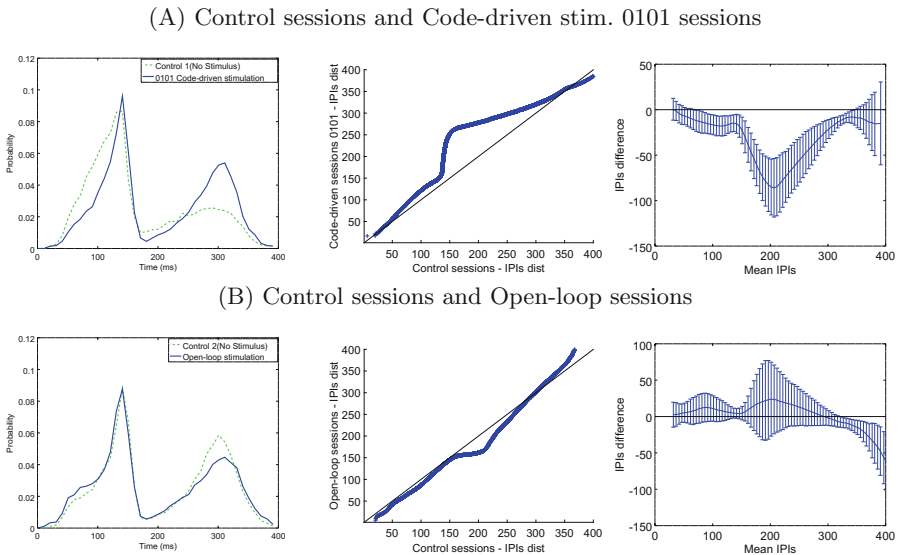 (A) Control sessions and Code-driven stim. 0101 sessions
Control 1(No Stimulus)
0101 Code-driven stimulation
Probability
0.12
0.1
0.08
0.06
0.04
0.02
0
0 100 200 300 400
Time (ms)
Code-driven sessions 0101 - IPIs dist
400
350
300
250
200
150
100
50
50 100 150 200 250 300 350 400
Control sessions - IPIs dist
IPIs difference
50
0
-50
-100
-150
0 100 200 300 400
Mean IPIs
(B) Control sessions and Open-loop sessions
Control 2(No Stimulus)
Open-loop stimulation
Probability
0.12
0.1
0.08
0.06
0.04
0.02
0
0 100 200 300 400
Time (ms)
Open-loop sessions - IPIs dist
400
350
300
250
200
150
100
50
50 100 150 200 250 300 350 400
Control sessions - IPIs dist
IPIs difference
100
50
0
-50
-100
-150
0 100 200 300 400
Mean IPIs